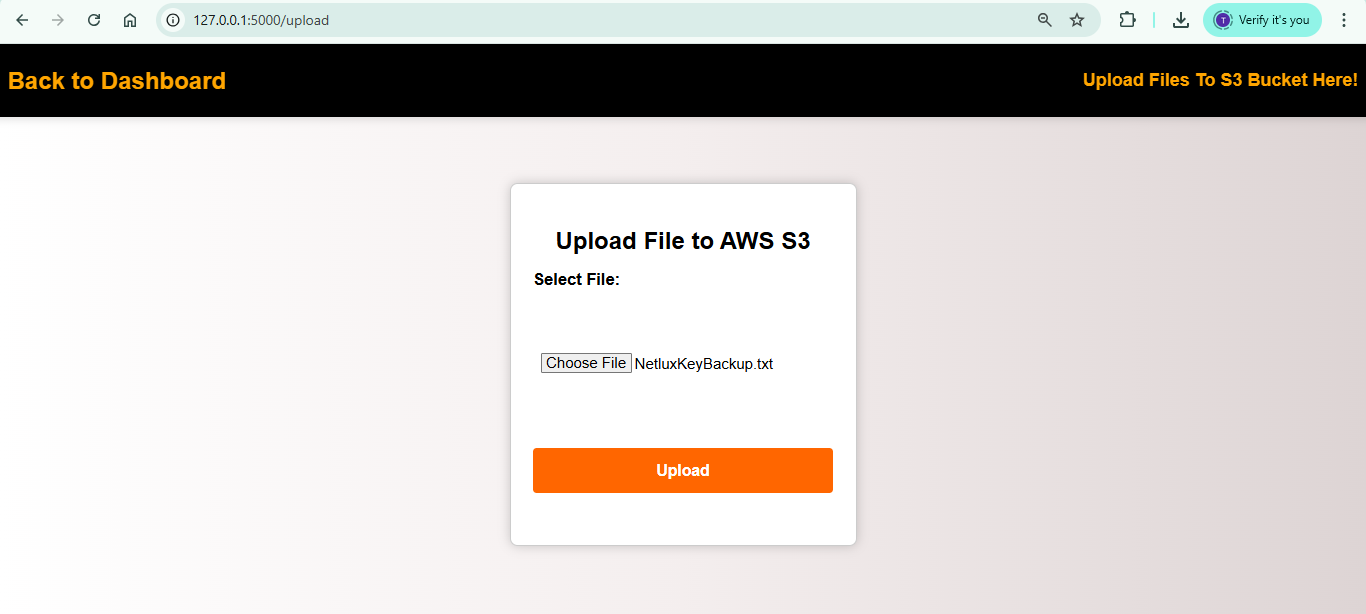 127.0.0.1:5000/upload
T
Verify it's you
Back to Dashboard
Upload Files To S3 Bucket Here!
Upload File to AWS S3
Select File:
Choose File NetluxKeyBackup.txt
Upload